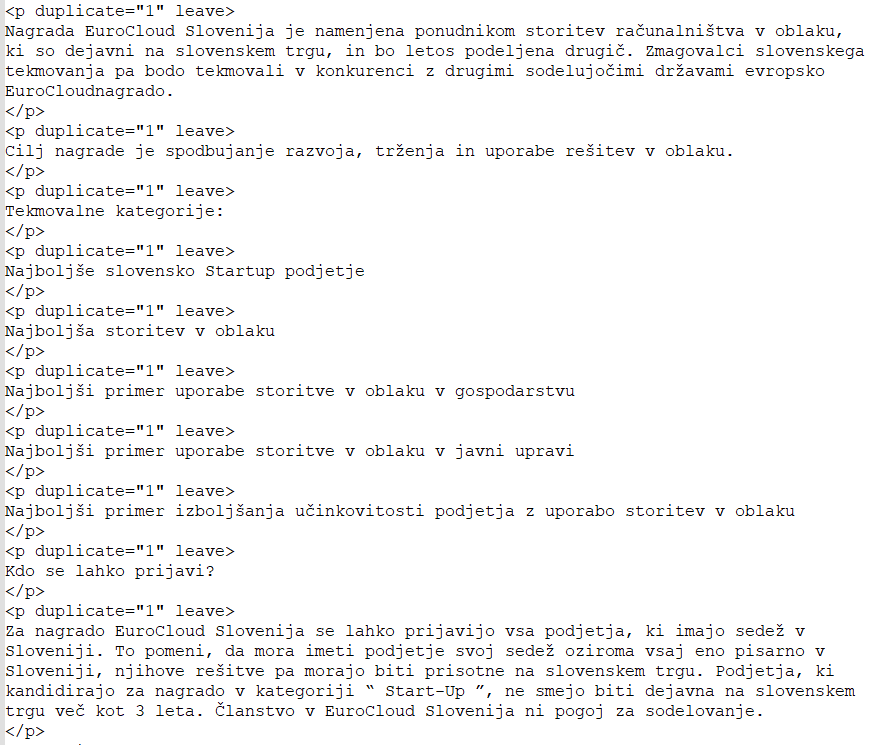 <p duplicate="1" leave>
Nagrada EuroCloud Slovenija je namenjena ponudnikom storitev računalništva v oblaku,
ki so dejavni na slovenskem trgu, in bo letos podeljena drugič. Zmagovalci slovenskega
tekmovanja pa bodo tekmovali v konkurenci z drugimi sodelujočimi državami evropsko
EuroCloudnagrado.
</p>
<p duplicate="1" leave>
Cilj nagrade je spodbujanje razvoja, trženja in uporabe rešitev v oblaku.
</p>
<p duplicate="1" leave>
Tekmovalne kategorije:
</p>
<p duplicate="1" leave>
Najboljše slovensko Startup podjetje
</p>
<p duplicate="1" leave>
Najboljša storitev v oblaku
</p>
<p duplicate="1" leave>
Najboljši primer uporabe storitve v oblaku v gospodarstvu
</p>
<p duplicate="1" leave>
Najboljši primer uporabe storitve v oblaku v javni upravi
</p>
<p duplicate="1" leave>
Najboljši primer izboljšanja učinkovitosti podjetja z uporabo storitev v oblaku
</p>
<p duplicate="1" leave>
Kdo se lahko prijavi?
</p>
<p duplicate="1" leave>
Za nagrado EuroCloud Slovenija se lahko prijavijo vsa podjetja, ki imajo sedež v
Sloveniji. To pomeni, da mora imeti podjetje svoj sedež oziroma vsaj eno pisarno v
Sloveniji, njihove rešitve pa morajo biti prisotne na slovenskem trgu. Podjetja, ki
kandidirajo za nagrado v kategoriji “ Start-Up ”, ne smejo biti dejavna na slovenskem
trgu več kot 3 leta. Članstvo v EuroCloud Slovenija ni pogoj za sodelovanje.
</p>